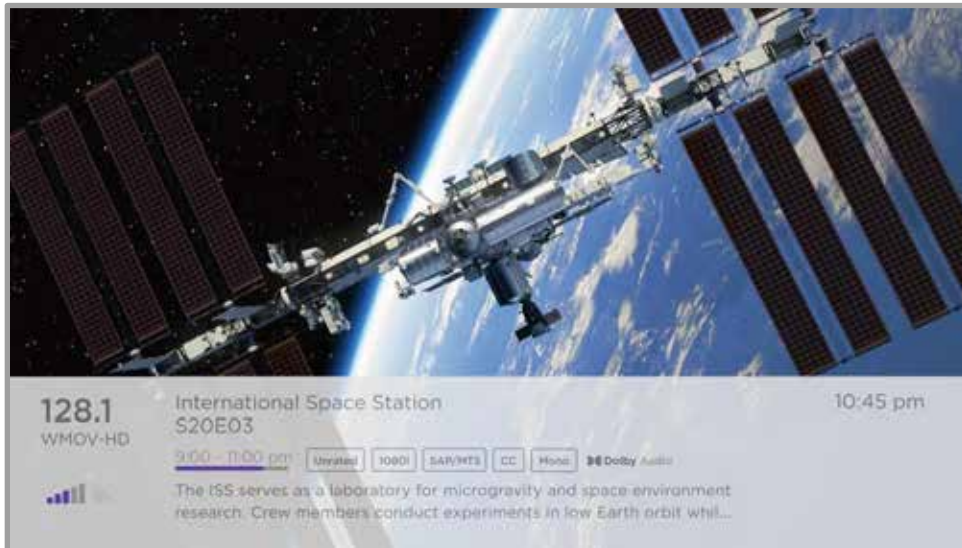 128.1
WMOV-HD
International Space Station
S20E03
10:45 pm
9:00 - 11:00 pm Unrated 1080i SAP/MTS CC Mono Dolby Audio
The ISS serves as a laboratory for microgravity and space environment
research. Crew members conduct experiments in low Earth orbit whil...